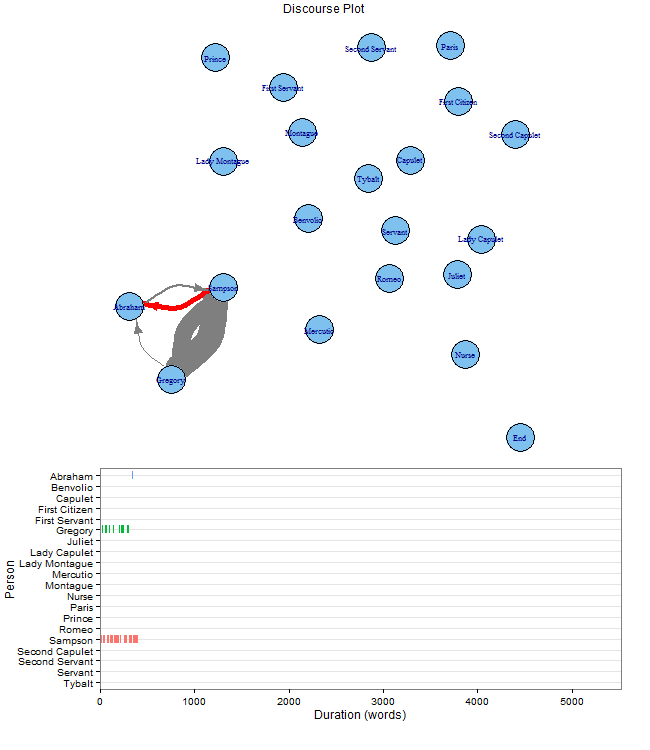 Discourse Plot
Second Servant
Paris
Prince
First Servant
First Citizen
Montague
Second Capulet
Lady Montague
Capulet
Tybalt
Benvolio
Servant
Lady Capulet
Juliet
Romeo
Sampson
Abraham
Mercutio
Nurse
Gregory
End
Abraham
Benvolio
Capulet
First Citizen
First Servant
Gregory
Juliet
Lady Capulet
Lady Montague
Mercutio
Montague
Nurse
Paris
Prince
Romeo
Sampson
Second Capulet
Second Servant
Servant
Tybalt
Person
0 1000 2000 3000 4000 5000
Duration (words)